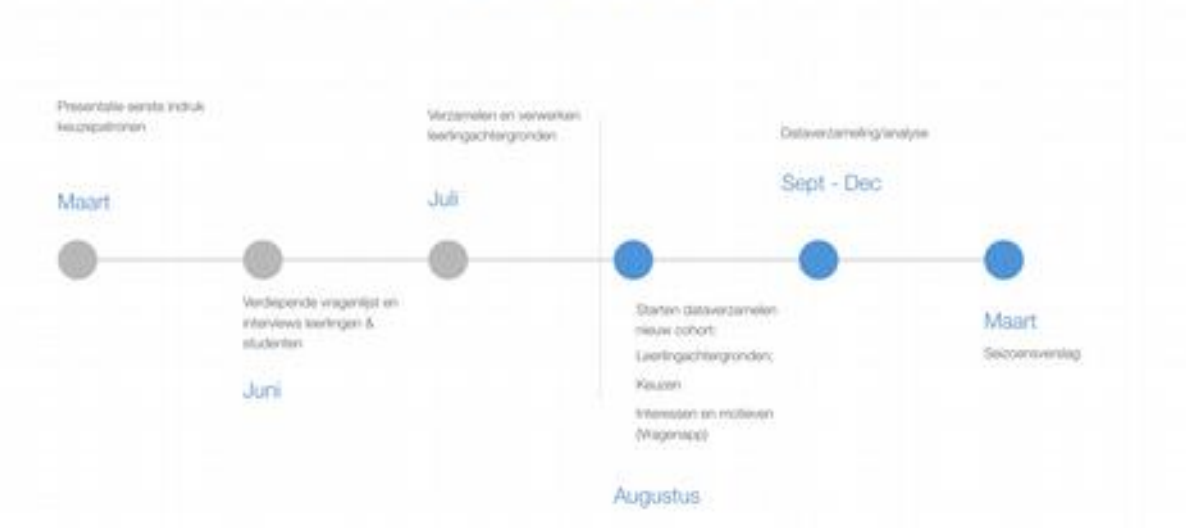 Presentatie eerste indruk
keuzepatronen
Maart
Verdiepende vragenlijst en
interviews leerlingen &
studenten
Juni
Verzamelen en verwerken
leerlingachtergronden
Juli
Starten dataverzamelen
nieuw cohort:
Leerlingachtergronden;
Keuzen
Interessen en motieven
(Vragenapp)
Augustus
Dataverzameling/analyse
Sept - Dec
Maart
Seizoensverslag